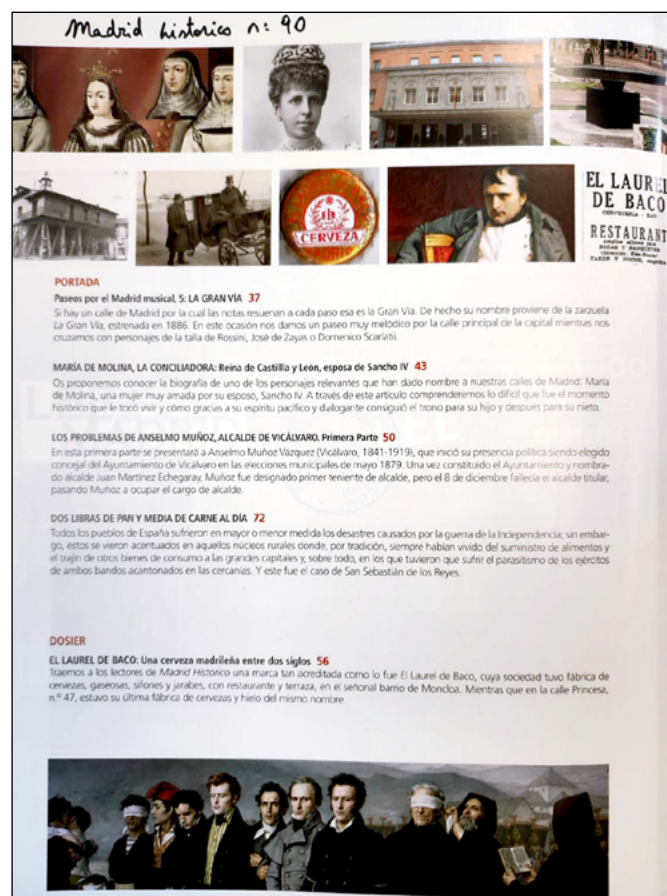 Madrid historico n: 90
CERVEZA
EL LAUREL
DE BACO
CERVECERIA - BAR
RESTAURANT
BODAS Y BANQUETES
PORTADA
Paseos por el Madrid musical, 5: LA GRAN VÍA 37
Si hay un calle de Madrid por la cual las notas resuenan a cada paso esa es la Gran Vía. De hecho su nombre proviene de la zarzuela
La Gran Vía, estrenada en 1886. En este ocasión nos damos un paseo muy melódico por la calle principal de la capital mientras nos
cruzamos con personajes de la talla de Rossini, José de Zayas o Domenico Scarlatti.
MARÍA DE MOLINA, LA CONCILIADORA: Reina de Castilla y León, esposa de Sancho IV 43
Os proponemos conocer la biografía de uno de los personajes relevantes que han dado nombre a nuestras calles de Madrid: María
de Molina, una mujer muy amada por su esposo, Sancho IV. A través de este artículo comprenderemos lo difícil que fue el momento
histórico que le tocó vivir y cómo gracias a su espíritu pacífico y dialogante consiguió el trono para su hijo y después para su nieto.
LOS PROBLEMAS DE ANSELMO MUÑOZ, ALCALDE DE VICÁLVARO. Primera Parte 50
En esta primera parte se presentará a Anselmo Muñoz Vázquez (Vicálvaro, 1841-1919), que inició su presencia política siendo elegido
concejal del Ayuntamiento de Vicálvaro en las elecciones municipales de mayo 1879. Una vez constituido el Ayuntamiento y nombra-
do alcalde Juan Martínez Echegaray, Muñoz fue designado primer teniente de alcalde, pero el 8 de diciembre fallecía el alcalde titular,
pasando Muñoz a ocupar el cargo de alcalde.
DOS LIBRAS DE PAN Y MEDIA DE CARNE AL DÍA 72
Todos los pueblos de España sufrieron en mayor o menor medida los desastres causados por la guerra de la Independencia; sin embar-
go, estos se vieron acentuados en aquellos núcleos rurales donde, por tradición, siempre habían vivido del suministro de alimentos y
el trajín de otros bienes de consumo a las grandes capitales y, sobre todo, en los que tuvieron que sufrir el parasitismo de los ejércitos
de ambos bandos acantonados en las cercanías. Y este fue el caso de San Sebastián de los Reyes.
DOSIER
EL LAUREL DE BACO: Una cerveza madrileña entre dos siglos 56
Traemos a los lectores de Madrid Histórico una marca tan acreditada como lo fue El Laurel de Baco, cuya sociedad tuvo fábrica de
cervezas, gaseosas, sifones y jarabes, con restaurante y terraza, en el señorial barrio de Moncloa. Mientras que en la calle Princesa,
n.º 47, estuvo su última fábrica de cervezas y hielo del mismo nombre.